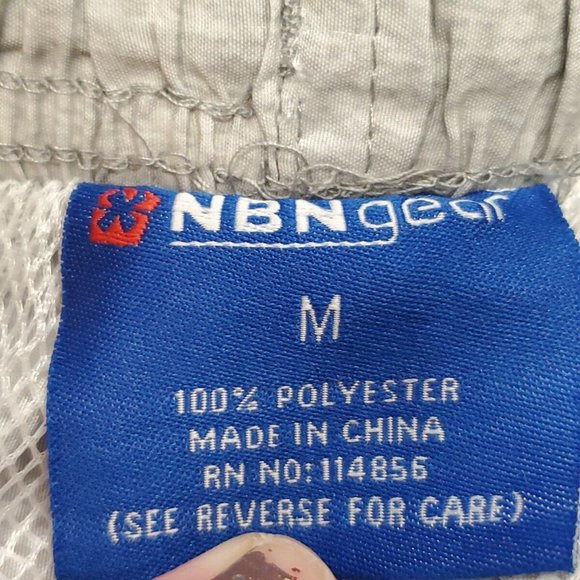 NBNgear
M
100% POLYESTER
MADE IN CHINA
RN NO:114856
(SEE REVERSE FOR CARE)